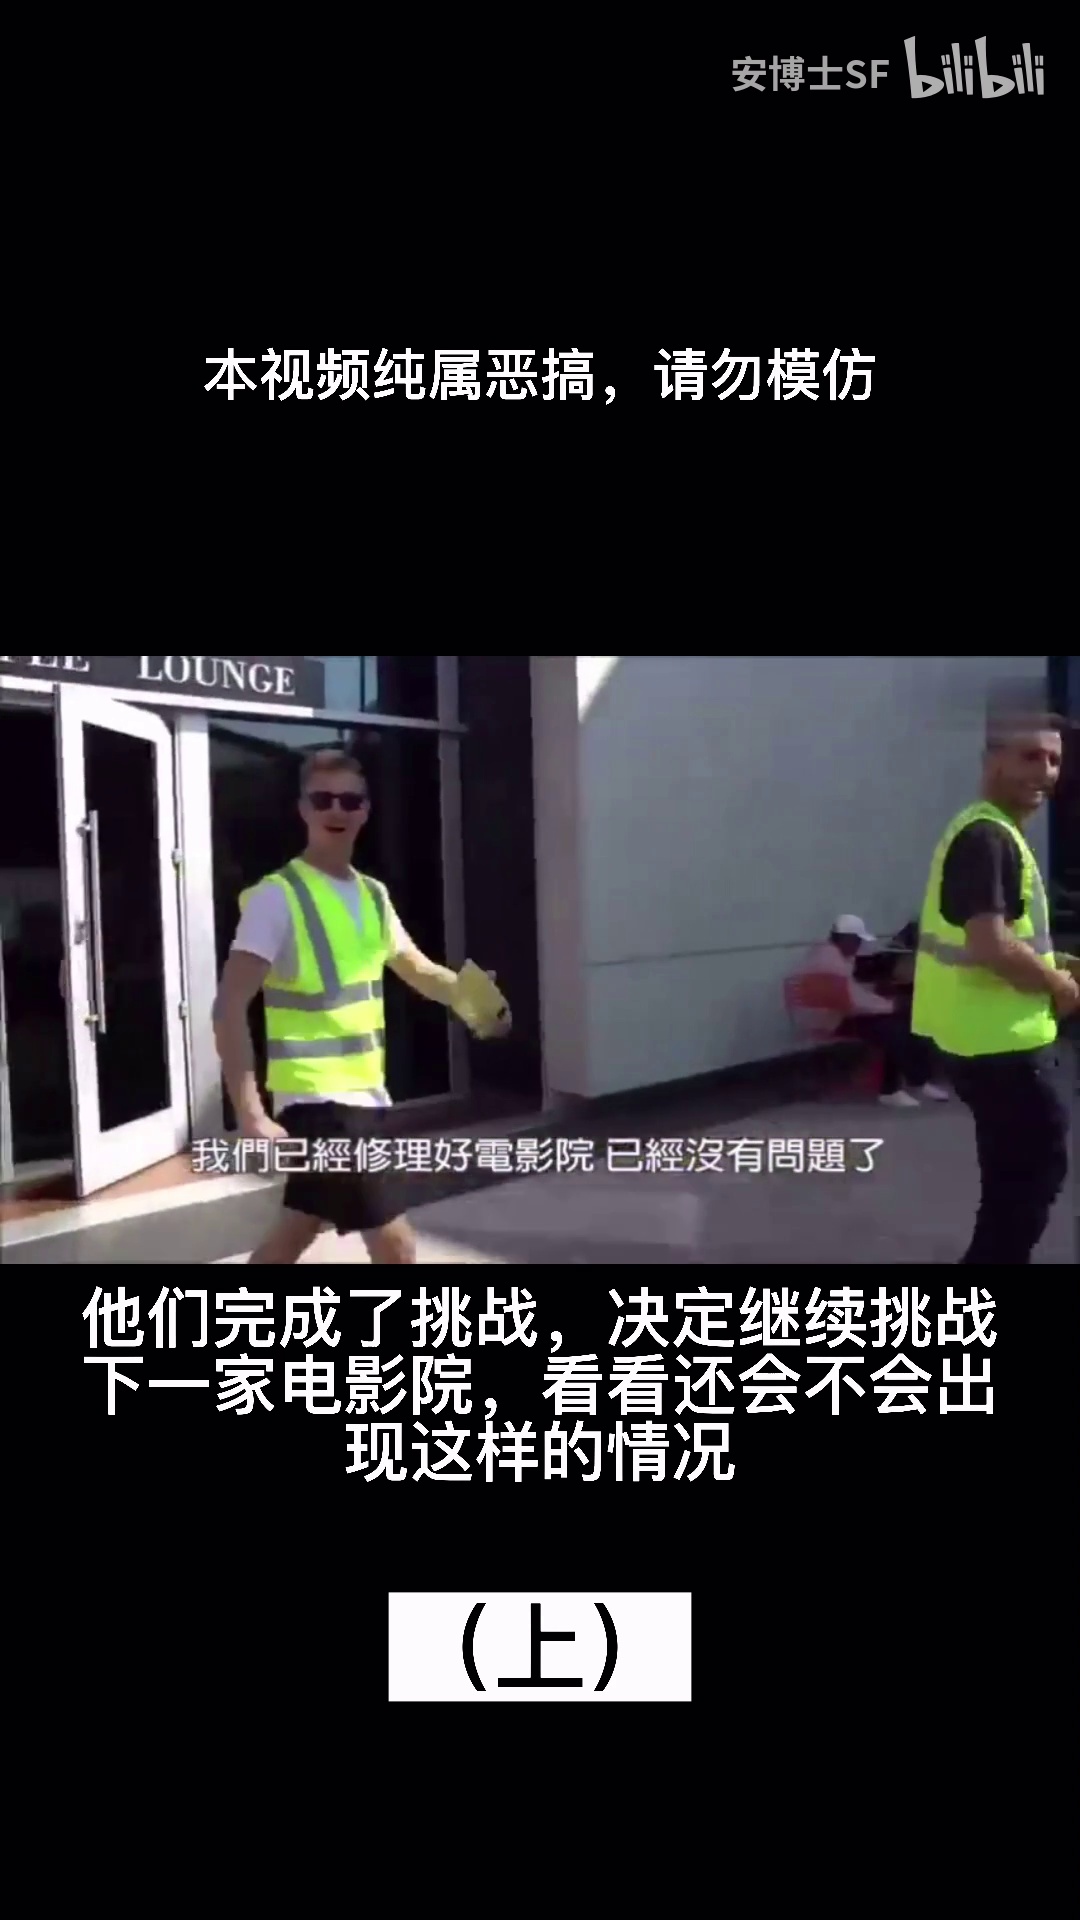 安博士SF bilibili
本视频纯属恶搞，请勿模仿
LOUNGE
我們已經修理好電影院 已經沒有問題了
他们完成了挑战，决定继续挑战
下一家电影院，看看还会不会出
现这样的情况
（上）